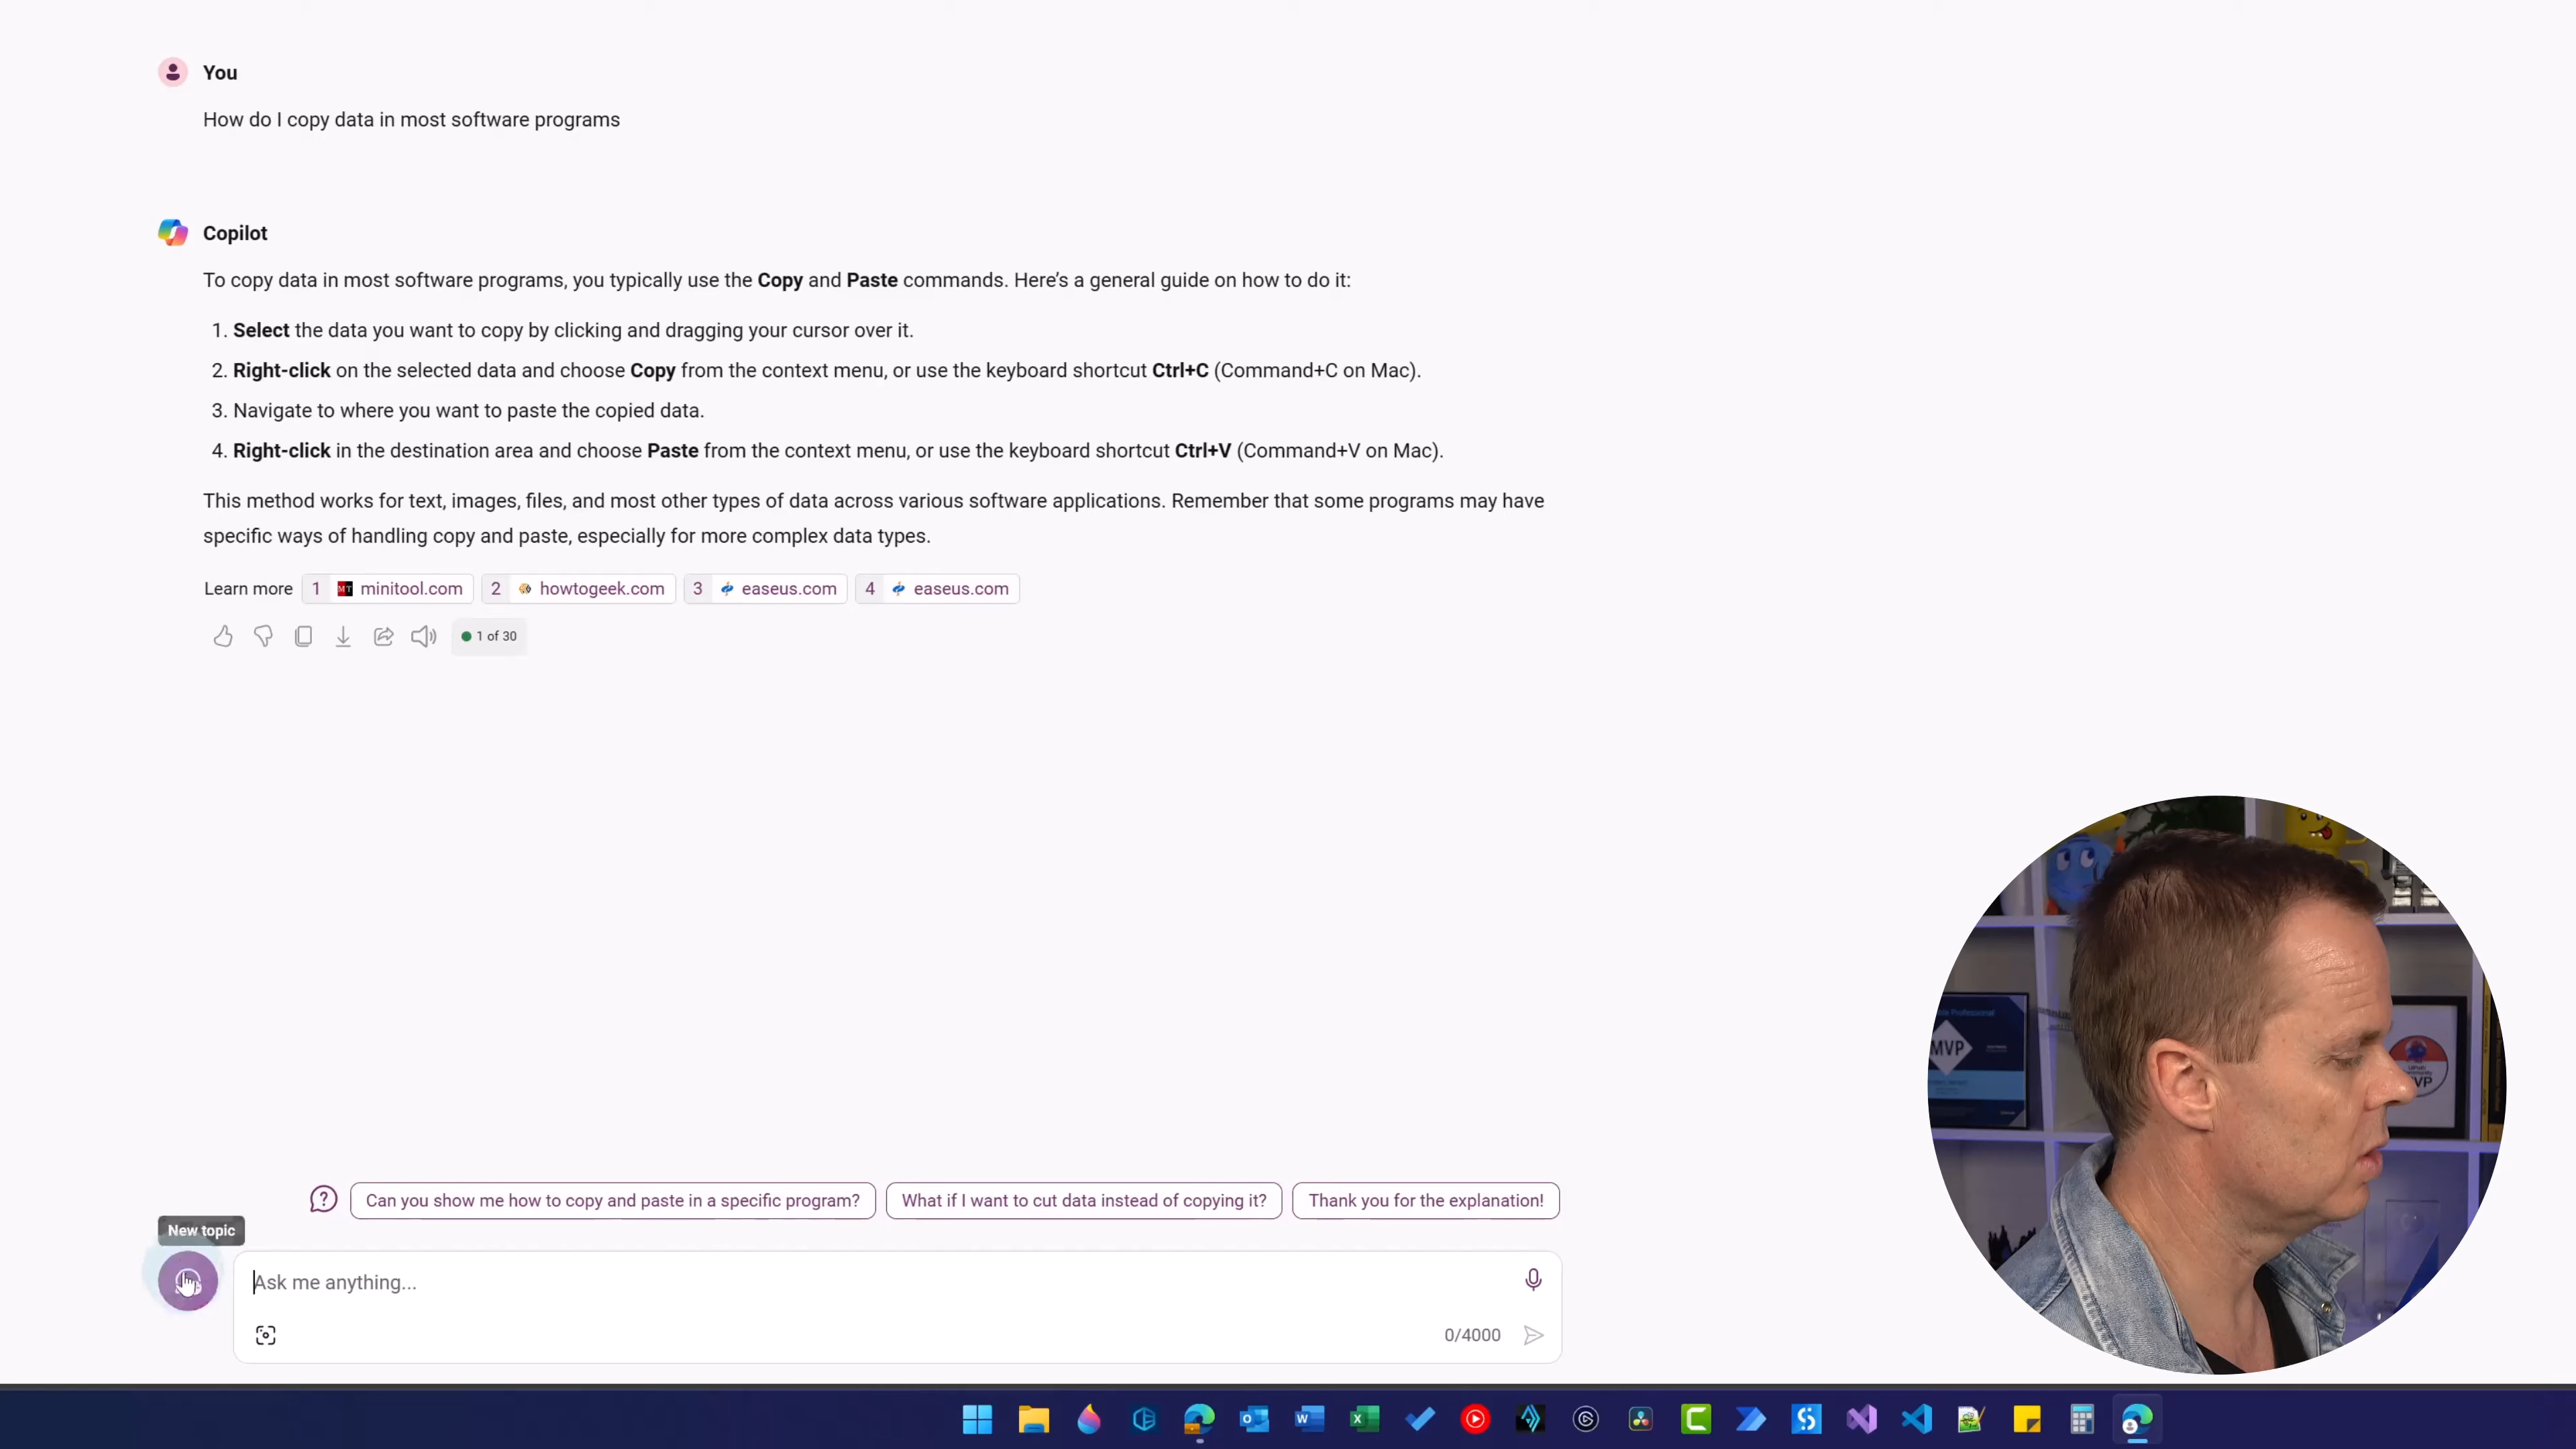 You
How do I copy data in most software programs
Copilot
To copy data in most software programs, you typically use the Copy and Paste commands. Here's a general guide on how to do it:
1. Select the data you want to copy by clicking and dragging your cursor over it.
2. Right-click on the selected data and choose Copy from the context menu, or use the keyboard shortcut Ctrl+C (Command+C on Mac).
3. Navigate to where you want to paste the copied data.
4. Right-click in the destination area and choose Paste from the context menu, or use the keyboard shortcut Ctrl+V (Command+V on Mac).
This method works for text, images, files, and most other types of data across various software applications. Remember that some programs may have
specific ways of handling copy and paste, especially for more complex data types.
Learn more 1 MT minitool.com 2 howtogeek.com 3 easeus.com 4 easeus.com
1 of 30
Can you show me how to copy and paste in a specific program? What if I want to cut data instead of copying it? Thank you for the explanation!
New topic
Ask me anything...
0/4000
MVP